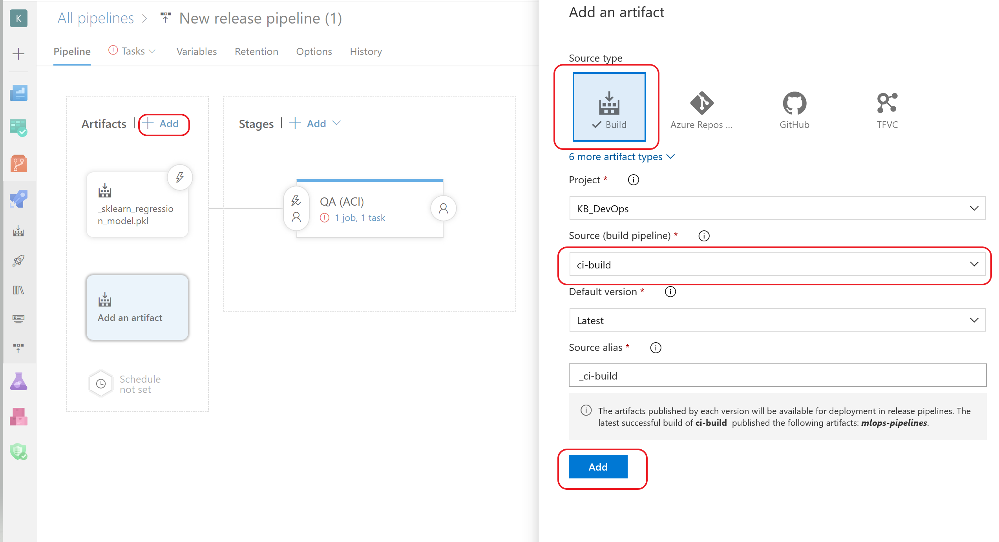 K
All pipelines
New release pipeline (1)
Pipeline
Tasks
Variables
Retention
Options
History
Artifacts
Add
Stages
Add
_sklearn_regressio
n_model.pkl
QA (ACI)
1 job, 1 task
Add an artifact
Schedule
not set
Add an artifact
Source type
Build
Azure Repos ...
GitHub
TFVC
6 more artifact types
Project *
KB_DevOps
Source (build pipeline) *
ci-build
Default version *
Latest
Source alias *
_ci-build
The artifacts published by each version will be available for deployment in release pipelines. The
latest successful build of ci-build published the following artifacts: mlops-pipelines.
Add